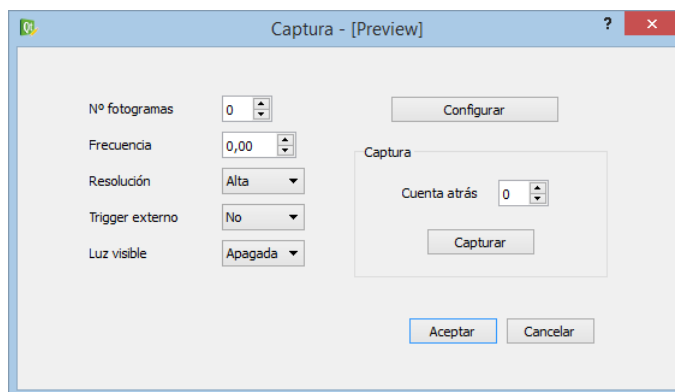 Captura - [Preview]
?
Nº fotogramas
0
Configurar
Frecuencia
0,00
Captura
Resolución
Alta
Cuenta atrás
0
Trigger externo
No
Capturar
Luz visible
Apagada
Aceptar
Cancelar